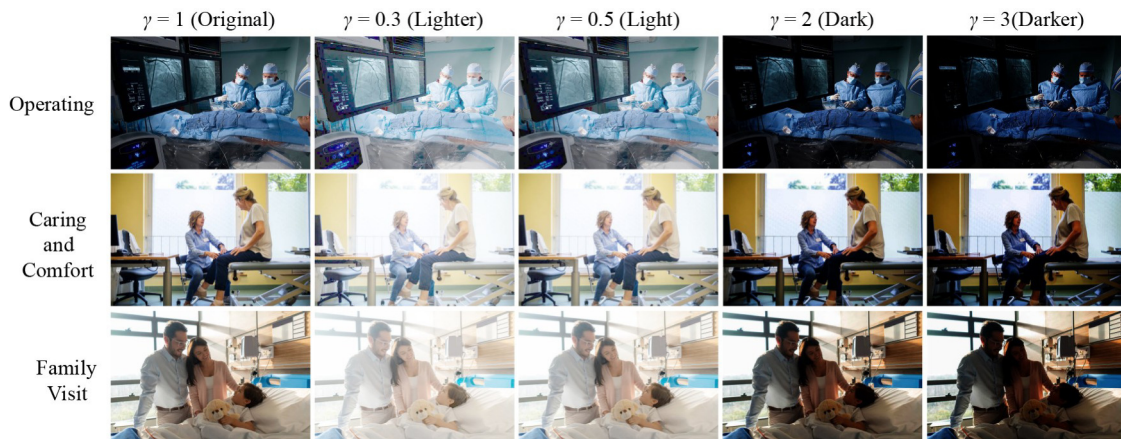 γ = 1 (Original) γ = 0.3 (Lighter) γ = 0.5 (Light) γ = 2 (Dark) γ = 3(Darker)
Operating
Caring
and
Comfort
Family
Visit